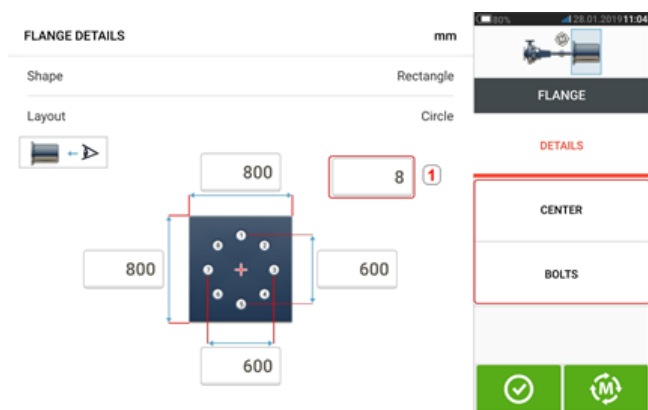 FLANGE DETAILS mm
Shape Rectangle
Layout Circle
800
8 1
800
600
600
1
2
3
4
5
6
7
8
80% 28.01.2019 11:04
M
FLANGE
DETAILS
CENTER
BOLTS
M